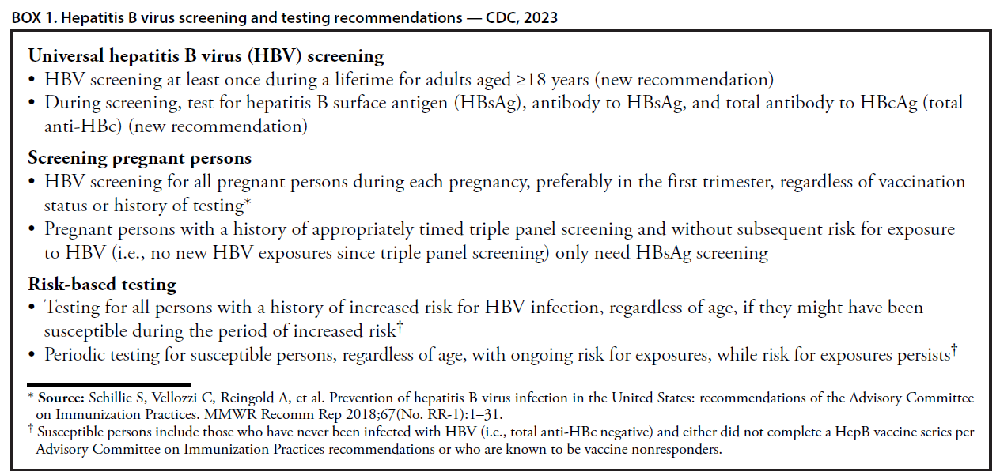 BOX 1. Hepatitis B virus screening and testing recommendations — CDC, 2023
Universal hepatitis B virus (HBV) screening
• HBV screening at least once during a lifetime for adults aged ≥18 years (new recommendation)
• During screening, test for hepatitis B surface antigen (HBsAg), antibody to HBsAg, and total antibody to HBcAg (total
anti-HBc) (new recommendation)
Screening pregnant persons
• HBV screening for all pregnant persons during each pregnancy, preferably in the first trimester, regardless of vaccination
status or history of testing*
• Pregnant persons with a history of appropriately timed triple panel screening and without subsequent risk for exposure
to HBV (i.e., no new HBV exposures since triple panel screening) only need HBsAg screening
Risk-based testing
• Testing for all persons with a history of increased risk for HBV infection, regardless of age, if they might have been
susceptible during the period of increased risk†
• Periodic testing for susceptible persons, regardless of age, with ongoing risk for exposures, while risk for exposures persists†
* Source: Schillie S, Vellozzi C, Reingold A, et al. Prevention of hepatitis B virus infection in the United States: recommendations of the Advisory Committee
on Immunization Practices. MMWR Recomm Rep 2018;67(No. RR-1):1–31.
† Susceptible persons include those who have never been infected with HBV (i.e., total anti-HBc negative) and either did not complete a HepB vaccine series per
Advisory Committee on Immunization Practices recommendations or who are known to be vaccine nonresponders.